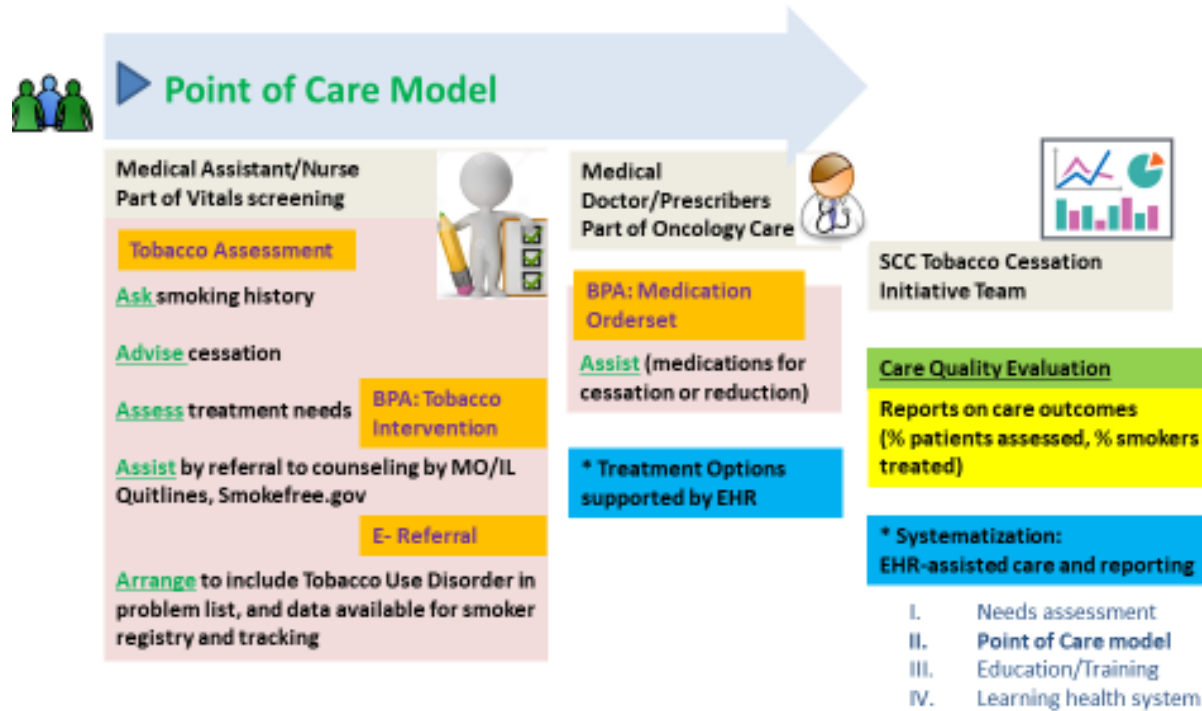 Point of Care Model
Medical Assistant/Nurse
Part of Vitals screening
Tobacco Assessment
Ask smoking history
Advise cessation
Assess treatment needs
BPA: Tobacco
Intervention
Assist by referral to counseling by MO/IL
Quitlines, Smokefree.gov
E- Referral
Arrange to include Tobacco Use Disorder in
problem list, and data available for smoker
registry and tracking
Medical
Doctor/Prescribers
Part of Oncology Care
BPA: Medication
Orderset
Assist (medications for
cessation or reduction)
* Treatment Options
supported by EHR
SCC Tobacco Cessation
Initiative Team
Care Quality Evaluation
Reports on care outcomes
(% patients assessed, % smokers
treated)
* Systematization:
EHR-assisted care and reporting
I. Needs assessment
II. Point of Care model
III. Education/Training
IV. Learning health system